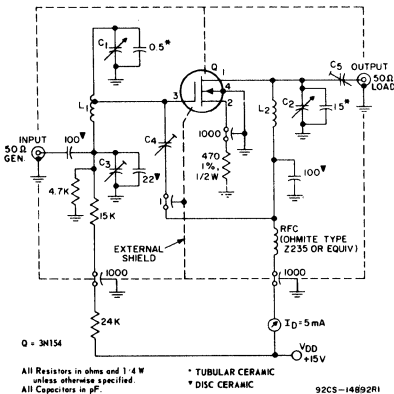 C1
0.5*
Q
1
C5 OUTPUT
50Ω
LOAD
L1
3
4
2
L2
C2
15*
INPUT
50Ω
GEN.
100▼
C4
1000
C3
22▼
470
1%,
1/2W
100▼
4.7K
15K
1
EXTERNAL
SHIELD
RFC
(OHMITE TYPE
Z235 OR EQUIV)
1000
1000
24K
ID=5mA
Q = 3N154
VDD
+15V
All Resistors in ohms and 1/4 W
unless otherwise specified.
All Capacitors in pF.
* TUBULAR CERAMIC
▼ DISC CERAMIC
92CS-14892R1